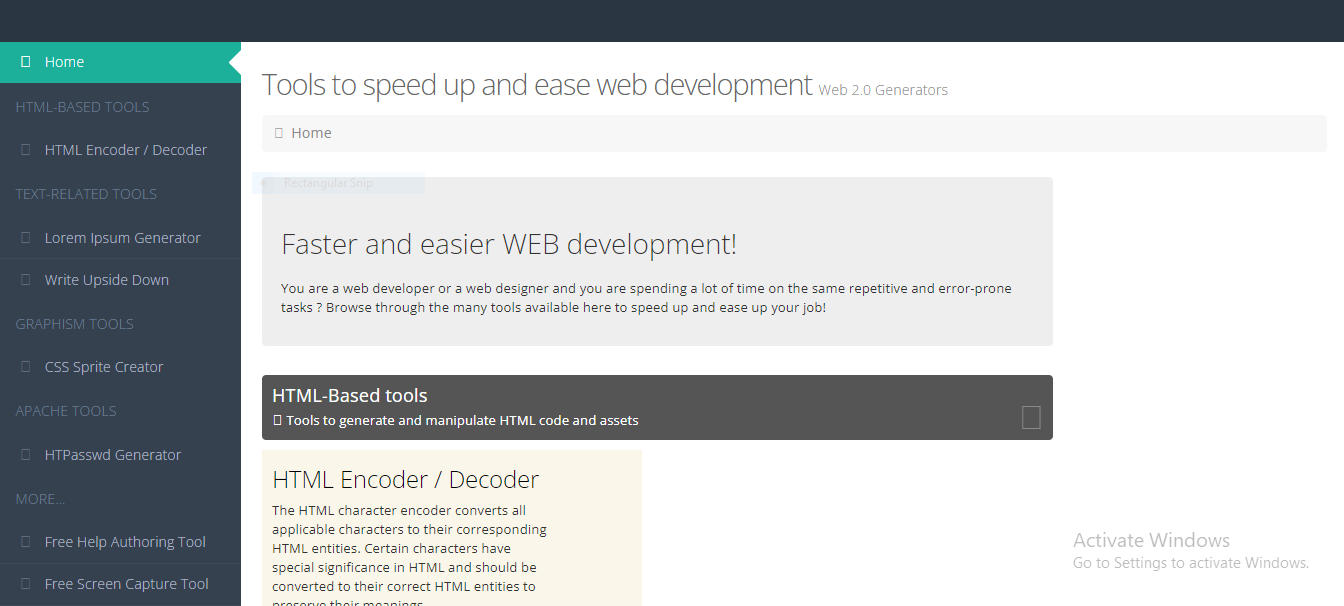 Home
HTML-BASED TOOLS
HTML Encoder / Decoder
TEXT-RELATED TOOLS
Lorem Ipsum Generator
Write Upside Down
GRAPHISM TOOLS
CSS Sprite Creator
APACHE TOOLS
HTPasswd Generator
MORE...
Free Help Authoring Tool
Free Screen Capture Tool
Tools to speed up and ease web development Web 2.0 Generators
Home
Rectangular Snip
Faster and easier WEB development!
You are a web developer or a web designer and you are spending a lot of time on the same repetitive and error-prone
tasks ? Browse through the many tools available here to speed up and ease up your job!
HTML-Based tools
Tools to generate and manipulate HTML code and assets
HTML Encoder / Decoder
The HTML character encoder converts all
applicable characters to their corresponding
HTML entities. Certain characters have
special significance in HTML and should be
converted to their correct HTML entities to
preserve their meanings.
Activate Windows
Go to Settings to activate Windows.